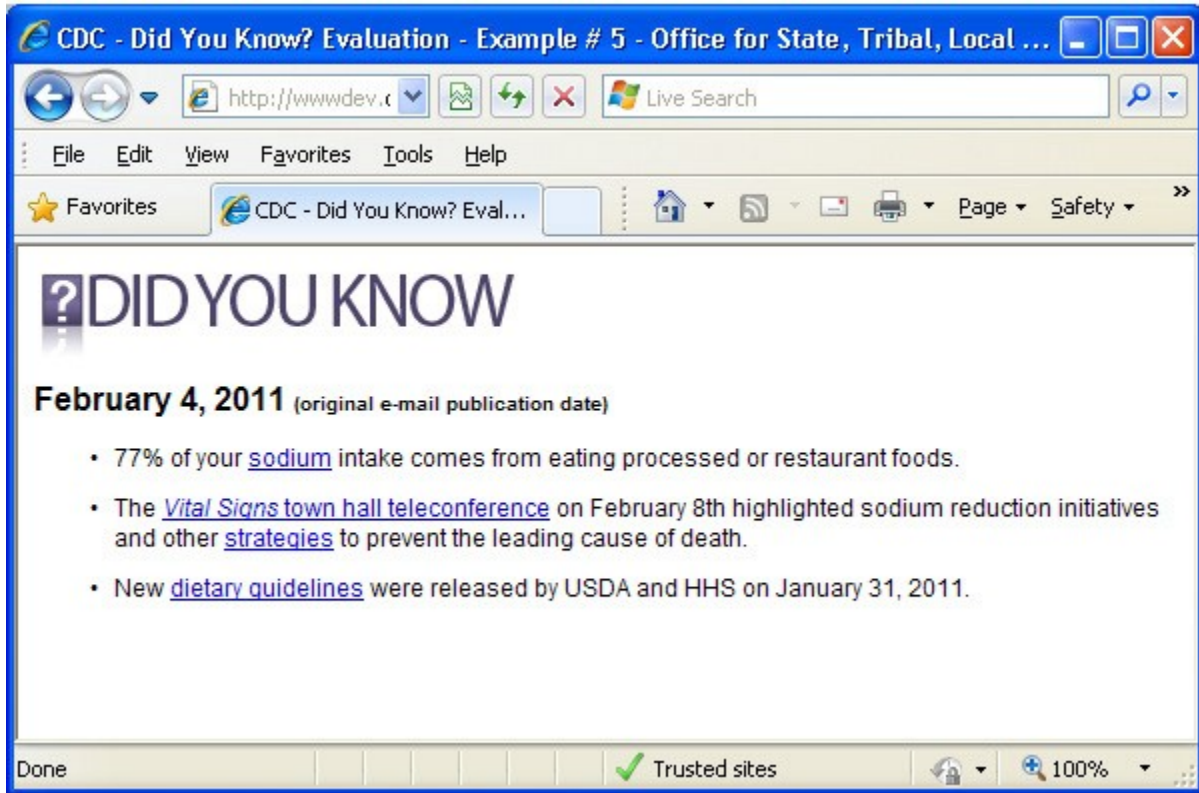 CDC - Did You Know? Evaluation - Example # 5 - Office for State, Tribal, Local ...
http://wwwdev.c
Live Search
File Edit View Favorites Tools Help
Favorites CDC - Did You Know? Eval... Page Safety »
? DID YOU KNOW
February 4, 2011 (original e-mail publication date)
• 77% of your sodium intake comes from eating processed or restaurant foods.
• The Vital Signs town hall teleconference on February 8th highlighted sodium reduction initiatives
and other strategies to prevent the leading cause of death.
• New dietary guidelines were released by USDA and HHS on January 31, 2011.
Done Trusted sites 100%